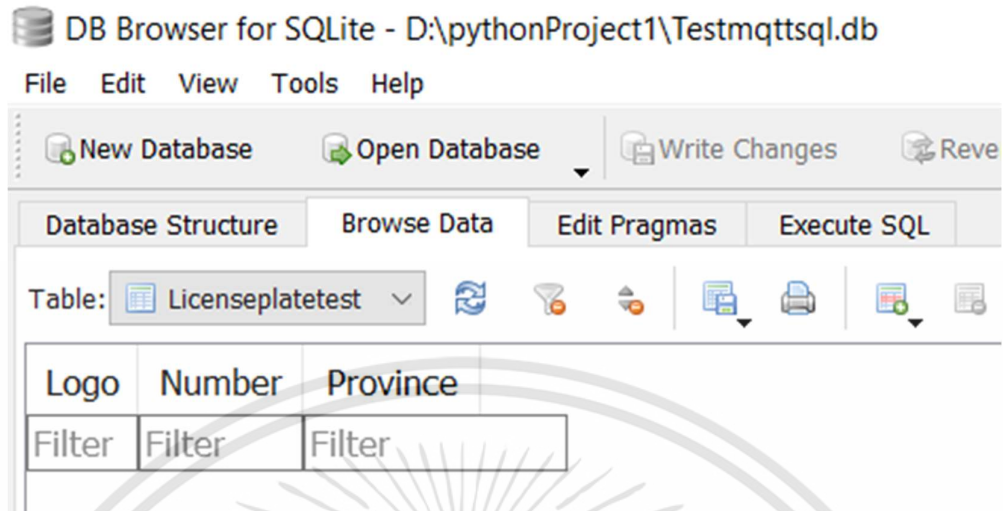 DB Browser for SQLite - D:\pythonProject1\Testmqttsql.db
File Edit View Tools Help
New Database Open Database Write Changes
Database Structure Browse Data Edit Pragmas Execute SQL
Table: Licenseplatetest
Logo Number Province
Filter Filter Filter